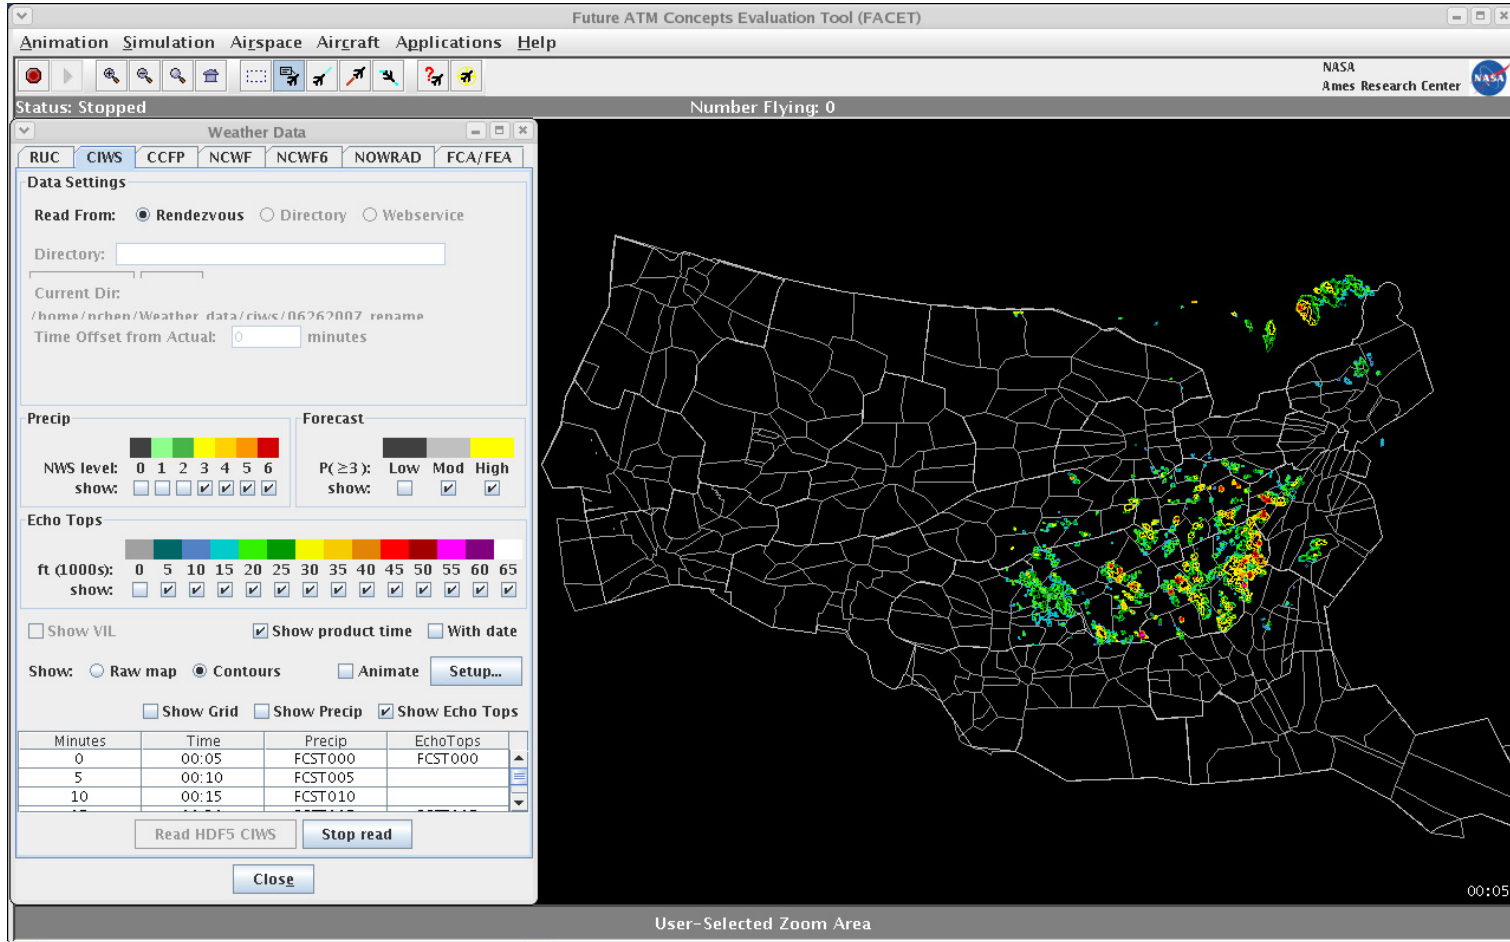 Future ATM Concepts Evaluation Tool (FACET)
Animation Simulation Airspace Aircraft Applications Help
NASA
Ames Research Center
NASA
Status: Stopped Number Flying: 0
Weather Data
RUC CIWS CCFP NCWF NCWF6 NOWRAD FCA/FEA
Data Settings
Read From: Rendezvous Directory Webservice
Directory:
Current Dir:
/home/nchen/Weather_data/ciws/06262007_rename
Time Offset from Actual: 0 minutes
Precip Forecast
NWS level: 0 1 2 3 4 5 6 P(≥3): Low Mod High
show: show:
Echo Tops
ft (1000s): 0 5 10 15 20 25 30 35 40 45 50 55 60 65
show:
Show VIL Show product time With date
Show: Raw map Contours Animate Setup...
Show Grid Show Precip Show Echo Tops
Minutes Time Precip EchoTops
0 00:05 FCST000 FCST000
5 00:10 FCST005
10 00:15 FCST010
Read HDF5 CIWS Stop read
Close
00:05
User-Selected Zoom Area